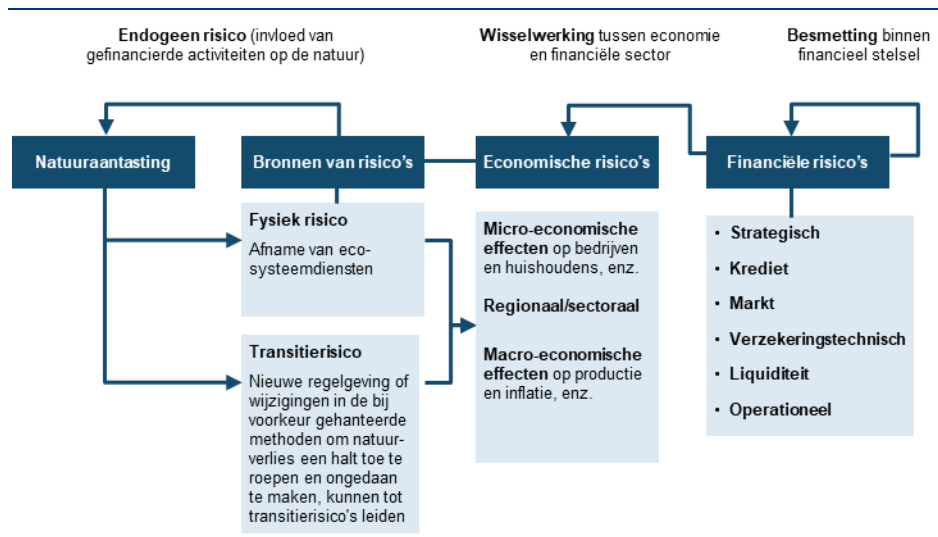 Endogeen risico (invloed van
gefinancierde activiteiten op de natuur)
Wisselwerking tussen economie
en financiële sector
Besmetting binnen
financieel stelsel
Natuuraantasting
Bronnen van risico's
Economische risico's
Financiële risico's
Fysiek risico
Afname van eco-
systeemdiensten
Transitierisico
Nieuwe regelgeving of
wijzigingen in de bij
voorkeur gehanteerde
methoden om natuur-
verlies een halt toe te
roepen en ongedaan
te maken, kunnen tot
transitierisico's leiden
Micro-economische
effecten op bedrijven
en huishoudens, enz.
Regionaal/sectoraal
Macro-economische
effecten op productie
en inflatie, enz.
• Strategisch
• Krediet
• Markt
• Verzekeringstechnisch
• Liquiditeit
• Operationeel